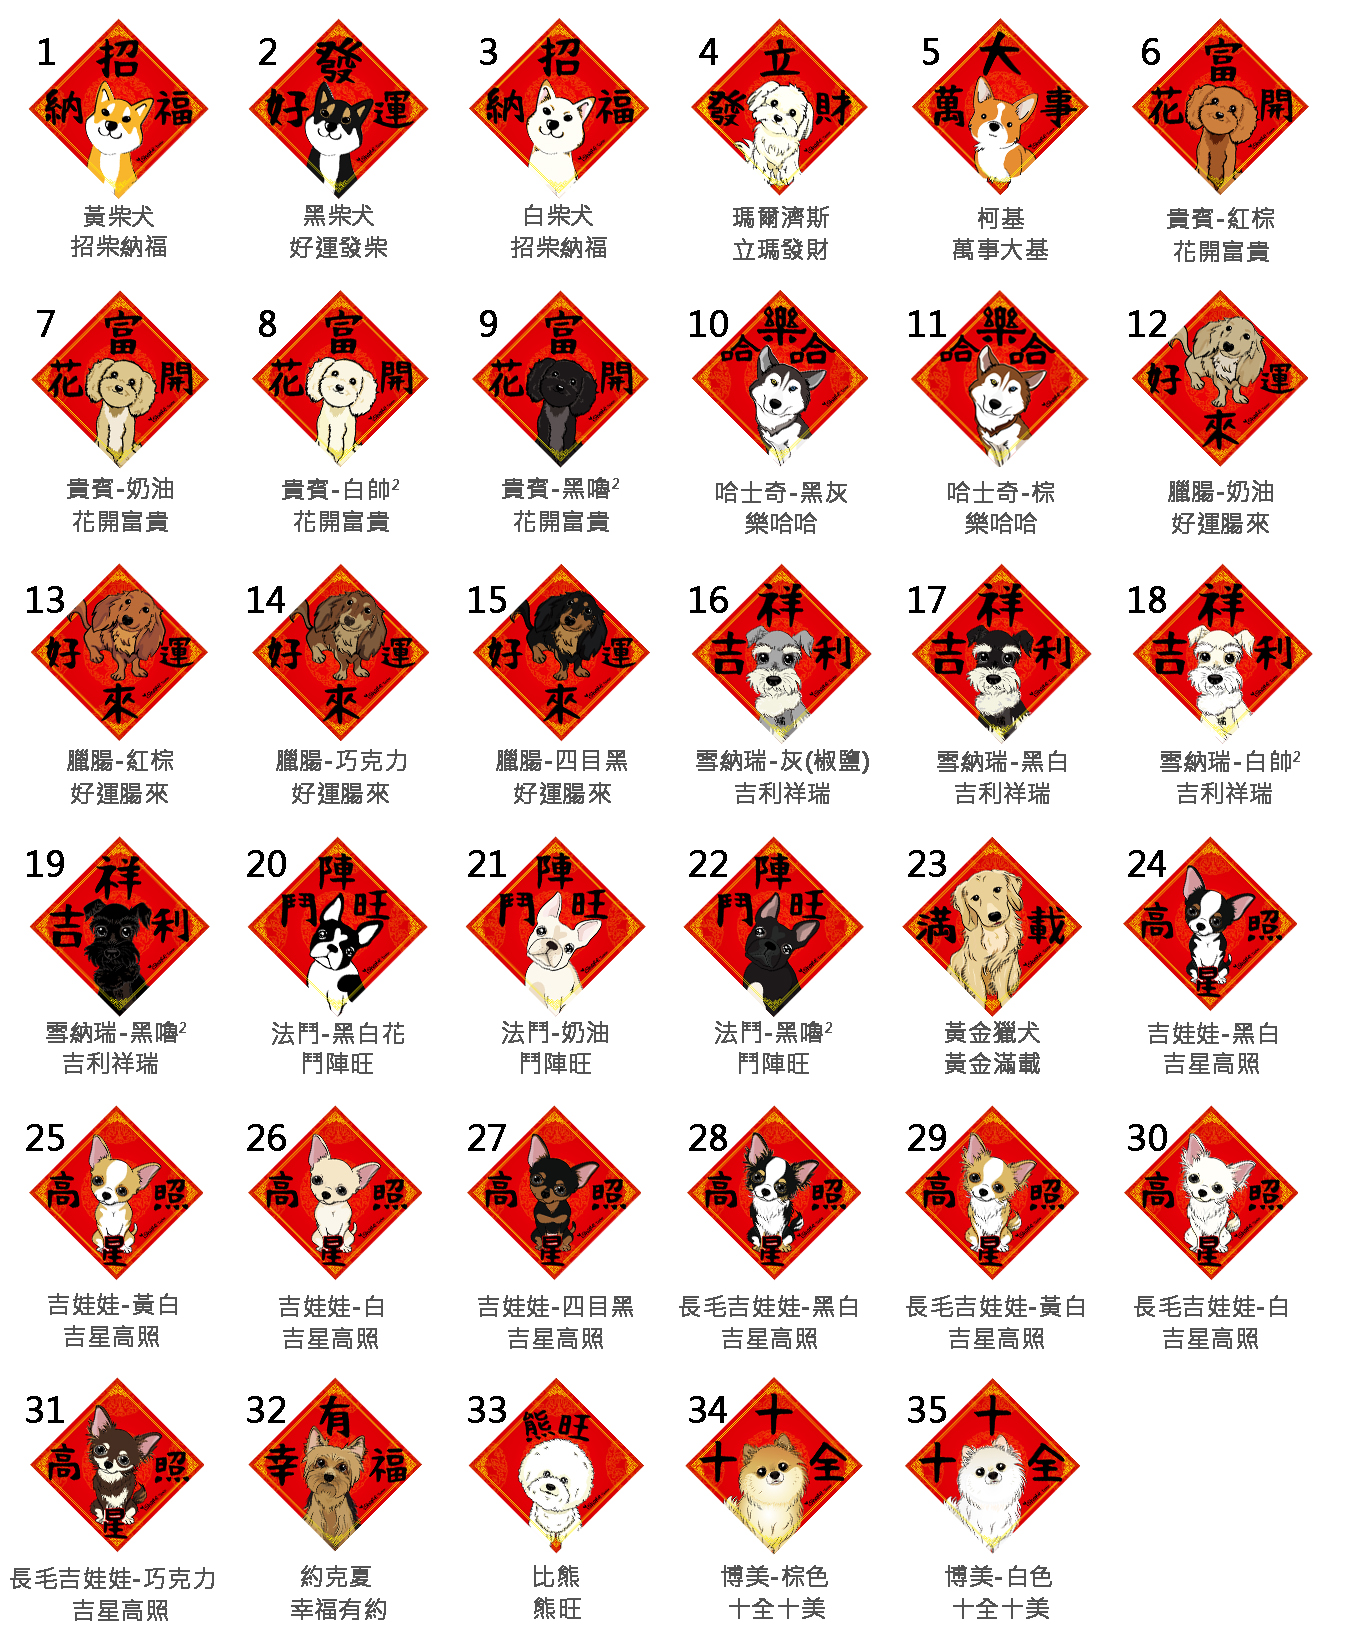 1
招
納 福
黃柴犬
招柴納福
2
發
好 運
黑柴犬
好運發柴
3
招
納 福
白柴犬
招柴納福
4
立
發 財
瑪爾濟斯
立瑪發財
5
大
萬 事
柯基
萬事大基
6
富
花 開
貴賓-紅棕
花開富貴
7
富
花 開
貴賓-奶油
花開富貴
8
富
花 開
貴賓-白帥²
花開富貴
9
富
花 開
貴賓-黑嚕²
花開富貴
10
樂
哈 哈
哈士奇-黑灰
樂哈哈
11
樂
哈 哈
哈士奇-棕
樂哈哈
12
好 運
來
臘腸-奶油
好運腸來
13
好 運
來
臘腸-紅棕
好運腸來
14
好 運
來
臘腸-巧克力
好運腸來
15
好 運
來
臘腸-四目黑
好運腸來
16
祥
吉 利
雪納瑞-灰(椒鹽)
吉利祥瑞
17
祥
吉 利
雪納瑞-黑白
吉利祥瑞
18
祥
吉 利
雪納瑞-白帥²
吉利祥瑞
19
祥
吉 利
雪納瑞-黑嚕²
吉利祥瑞
20
陣
鬥 旺
法鬥-黑白花
鬥陣旺
21
陣
鬥 旺
法鬥-奶油
鬥陣旺
22
陣
鬥 旺
法鬥-黑嚕²
鬥陣旺
23
滿 載
黃金獵犬
黃金滿載
24
高 照
星
吉娃娃-黑白
吉星高照
25
高 照
星
吉娃娃-黃白
吉星高照
26
高 照
星
吉娃娃-白
吉星高照
27
高 照
星
吉娃娃-四目黑
吉星高照
28
高 照
星
長毛吉娃娃-黑白
吉星高照
29
高 照
星
長毛吉娃娃-黃白
吉星高照
30
高 照
星
長毛吉娃娃-白
吉星高照
31
高 照
星
長毛吉娃娃-巧克力
吉星高照
32
有
幸 福
約克夏
幸福有約
33
熊旺
比熊
熊旺
34
十
十 全
博美-棕色
十全十美
35
十
十 全
博美-白色
十全十美